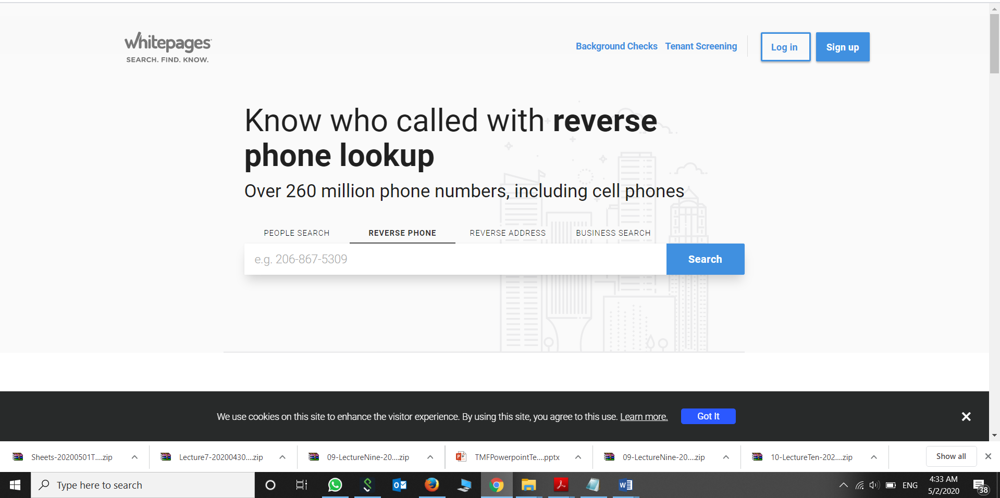 whitepages
SEARCH. FIND. KNOW.
Background Checks Tenant Screening Log in Sign up
Know who called with reverse
phone lookup
Over 260 million phone numbers, including cell phones
PEOPLE SEARCH REVERSE PHONE REVERSE ADDRESS BUSINESS SEARCH
e.g. 206-867-5309 Search
We use cookies on this site to enhance the visitor experience. By using this site, you agree to this use. Learn more. Got It
Sheets-20200501T....zip Lecture7-20200430....zip 09-LectureNine-20....zip TMFPowerpointTe....pptx 09-LectureNine-20....zip 10-LectureTen-202....zip Show all
Type here to search ENG 4:33 AM
5/2/2020 38